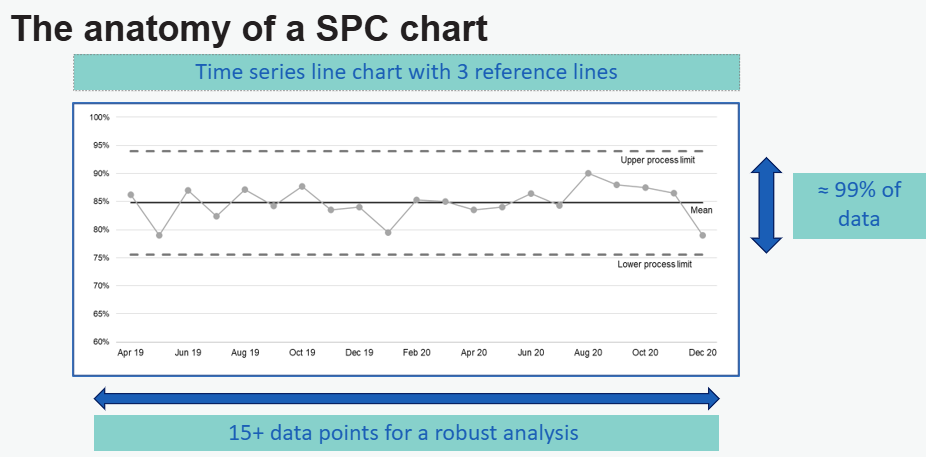 The anatomy of a SPC chart
Time series line chart with 3 reference lines
100%
95%
Upper process limit
90%
85%
Mean
80%
75%
Lower process limit
70%
65%
60%
Apr 19 Jun 19 Aug 19 Oct 19 Dec 19 Feb 20 Apr 20 Jun 20 Aug 20 Oct 20 Dec 20
≈ 99% of
data
15+ data points for a robust analysis